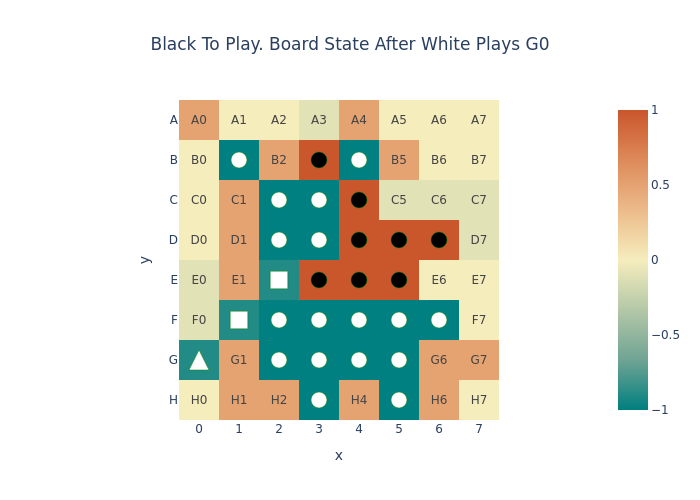 Black To Play. Board State After White Plays G0
A A0 A1 A2 A3 A4 A5 A6 A7
B B0 B2 B5 B6 B7
C C0 C1 C5 C6 C7
D D0 D1 D7
E E0 E1 E6 E7
F F0 F7
G G1 G6 G7
H H0 H1 H2 H4 H6 H7
0 1 2 3 4 5 6 7
x
y
1
0.5
0
−0.5
−1